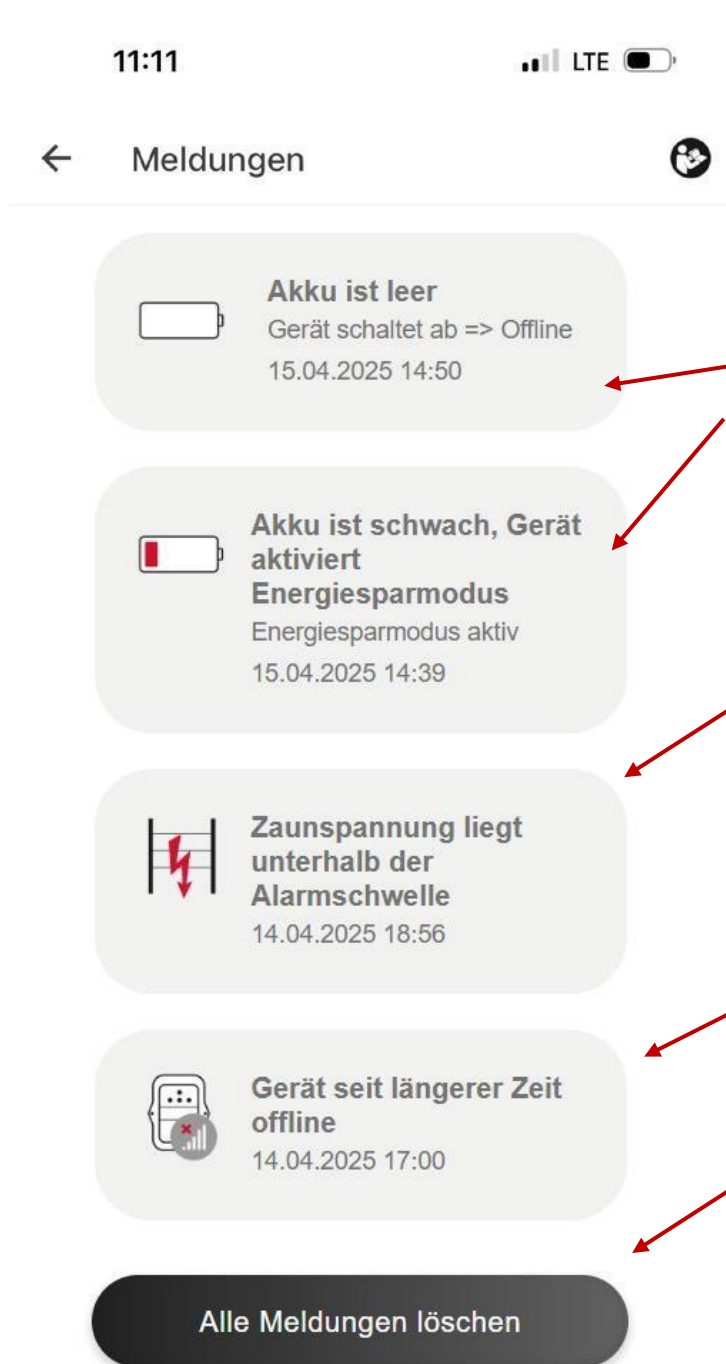 11:11
LTE
Meldungen
Akku ist leer
Gerät schaltet ab => Offline
15.04.2025 14:50
Akku ist schwach, Gerät
aktiviert
Energiesparmodus
Energiesparmodus aktiv
15.04.2025 14:39
Zaunspannung liegt
unterhalb der
Alarmschwelle
14.04.2025 18:56
Gerät seit längerer Zeit
offline
14.04.2025 17:00
Alle Meldungen löschen